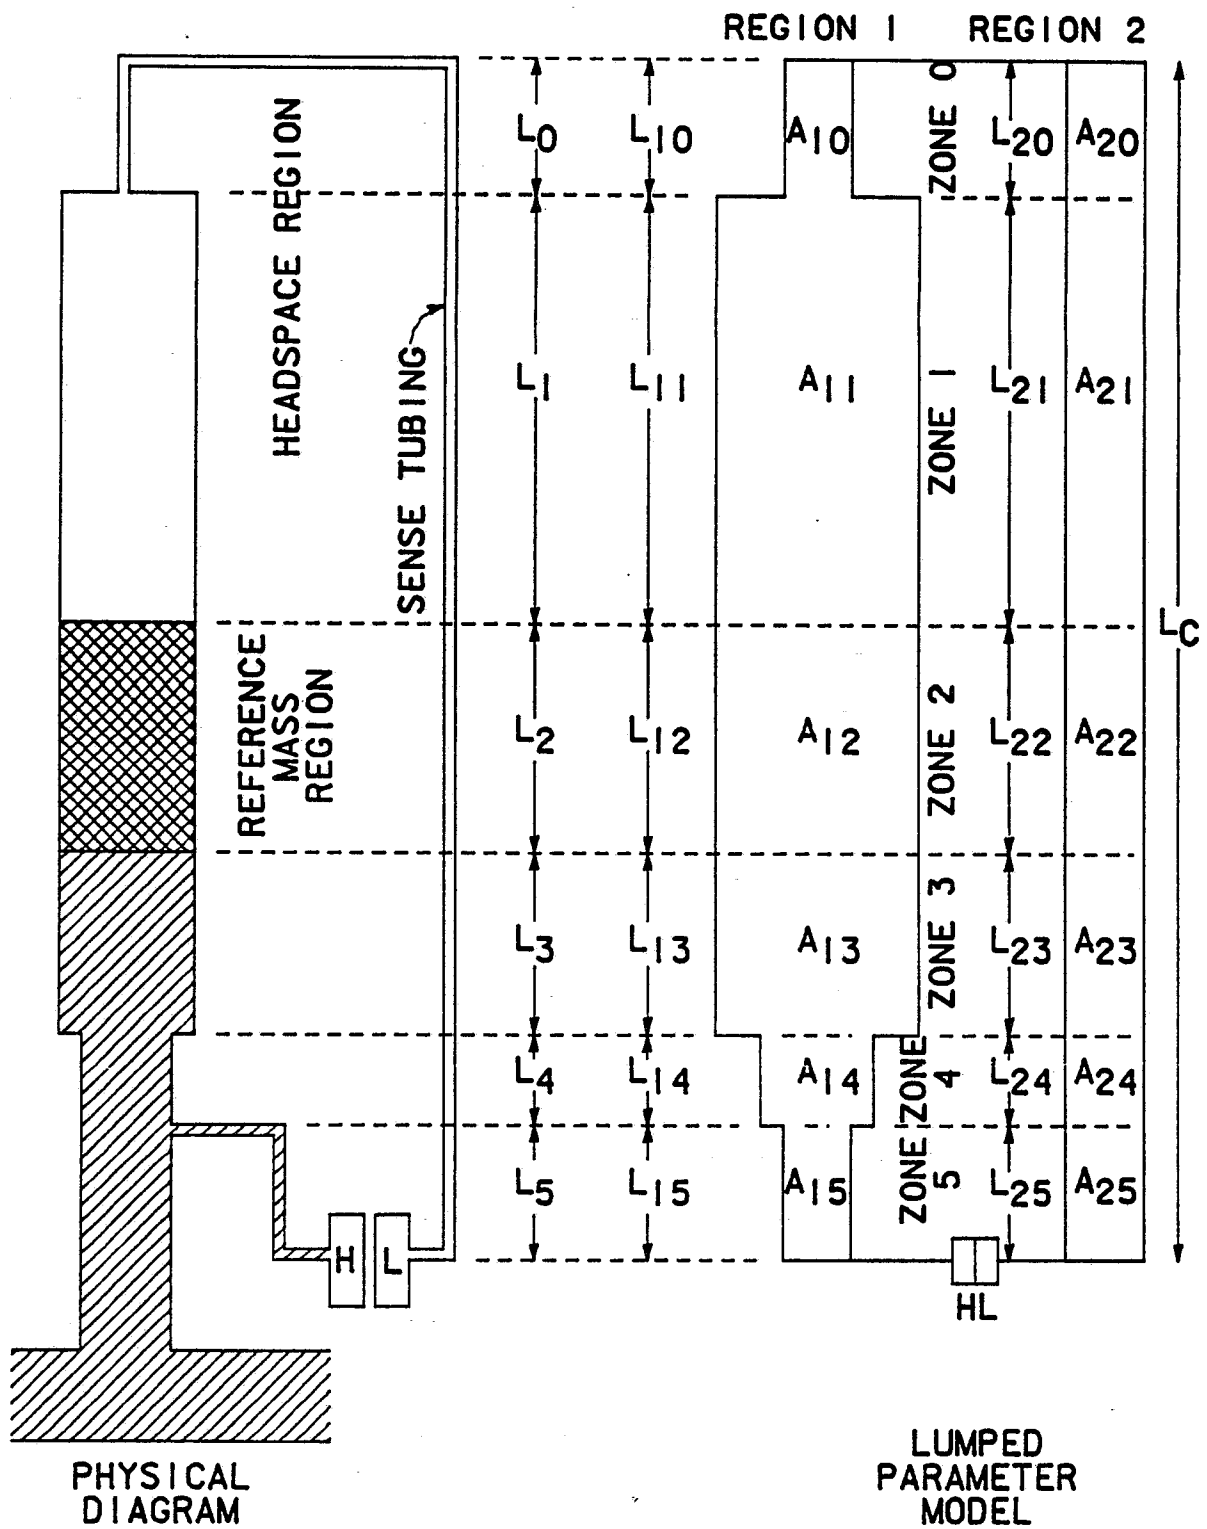 REGION 1 REGION 2
HEADSPACE REGION
SENSE TUBING
REFERENCE
MASS
REGION
L0 L10 A10 ZONE 0 L20 A20
L1 L11 A11 ZONE 1 L21 A21
LC
L2 L12 A12 ZONE 2 L22 A22
L3 L13 A13 ZONE 3 L23 A23
L4 L14 A14 ZONE 4 L24 A24
L5 L15 A15 ZONE 5 L25 A25
H L
HL
PHYSICAL
DIAGRAM
LUMPED
PARAMETER
MODEL